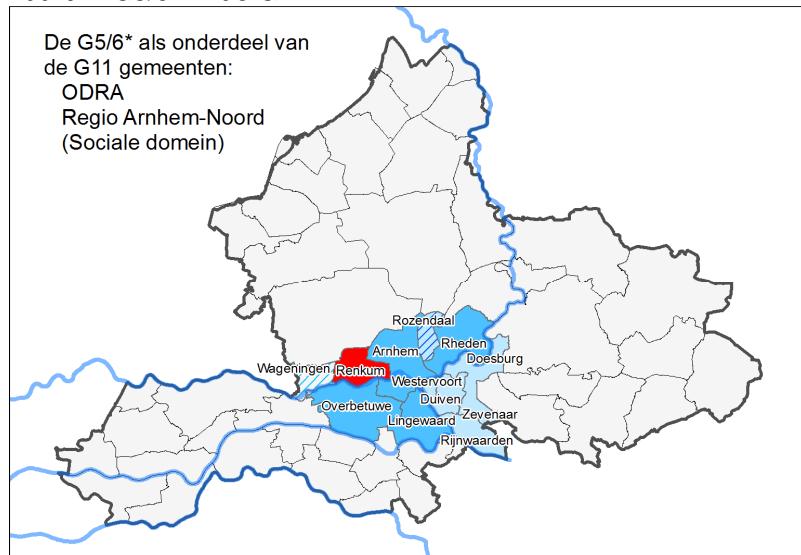 De G5/6* als onderdeel van
de G11 gemeenten:
ODRA
Regio Arnhem-Noord
(Sociale domein)
Rozendaal
Rheden
Arnhem
Doesburg
Wageningen
Renkum
Westervoort
Duiven
Overbetuwe
Zevenaar
Lingewaard
Rijnwaarden